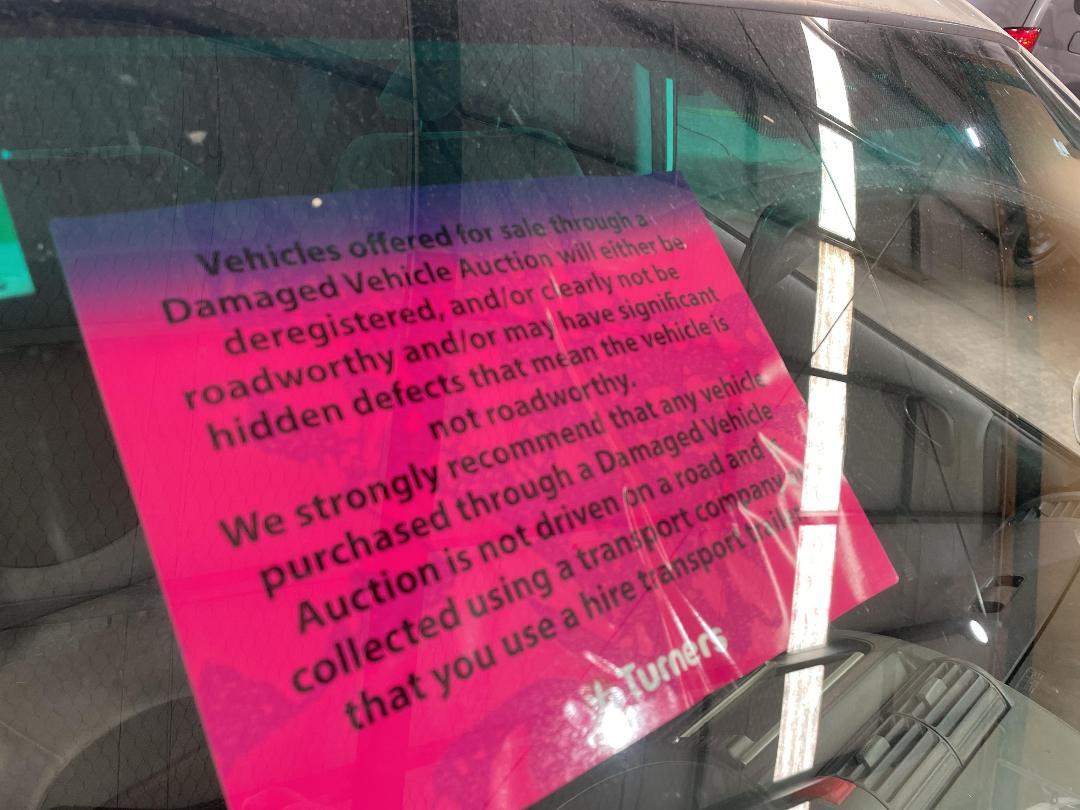 Vehicles offered for sale through a
Damaged Vehicle Auction will either be
deregistered, and/or clearly not be
roadworthy and/or may have significant
hidden defects that mean the vehicle is
not roadworthy.
We strongly recommend that any vehicle
purchased through a Damaged Vehicle
Auction is not driven on a road and is
collected using a transport company
that you use a hire transport trailer
Turners